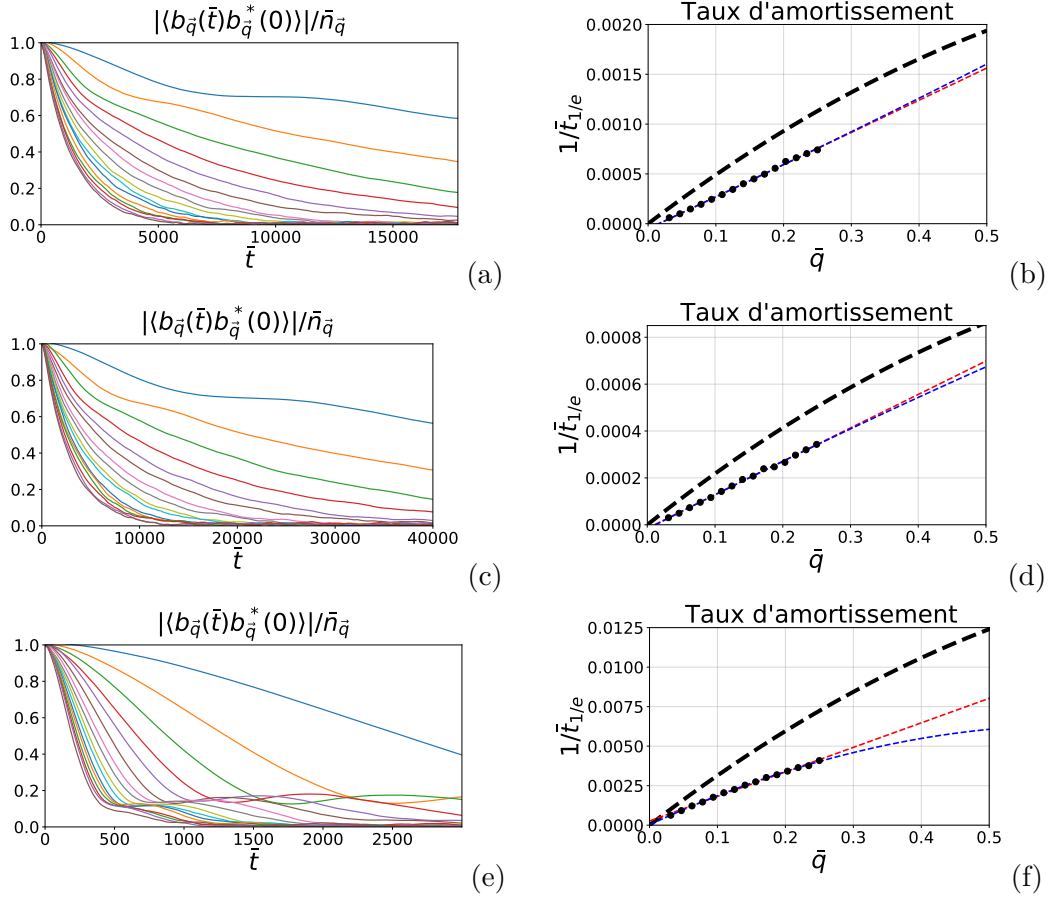 |⟨b_q⃗(t̄)b_q⃗^*(0)⟩|/n̄_q⃗
1.0
0.8
0.6
0.4
0.2
0.0
0 5000 10000 15000
t̄
(a)
Taux d'amortissement
0.0020
0.0015
0.0010
0.0005
0.0000
1/t̄_{1/e}
0.0 0.1 0.2 0.3 0.4 0.5
q̄
(b)
|⟨b_q⃗(t̄)b_q⃗^*(0)⟩|/n̄_q⃗
1.0
0.8
0.6
0.4
0.2
0.0
0 10000 20000 30000 40000
t̄
(c)
Taux d'amortissement
0.0008
0.0006
0.0004
0.0002
0.0000
1/t̄_{1/e}
0.0 0.1 0.2 0.3 0.4 0.5
q̄
(d)
|⟨b_q⃗(t̄)b_q⃗^*(0)⟩|/n̄_q⃗
1.0
0.8
0.6
0.4
0.2
0.0
0 500 1000 1500 2000 2500
t̄
(e)
Taux d'amortissement
0.0125
0.0100
0.0075
0.0050
0.0025
0.0000
1/t̄_{1/e}
0.0 0.1 0.2 0.3 0.4 0.5
q̄
(f)